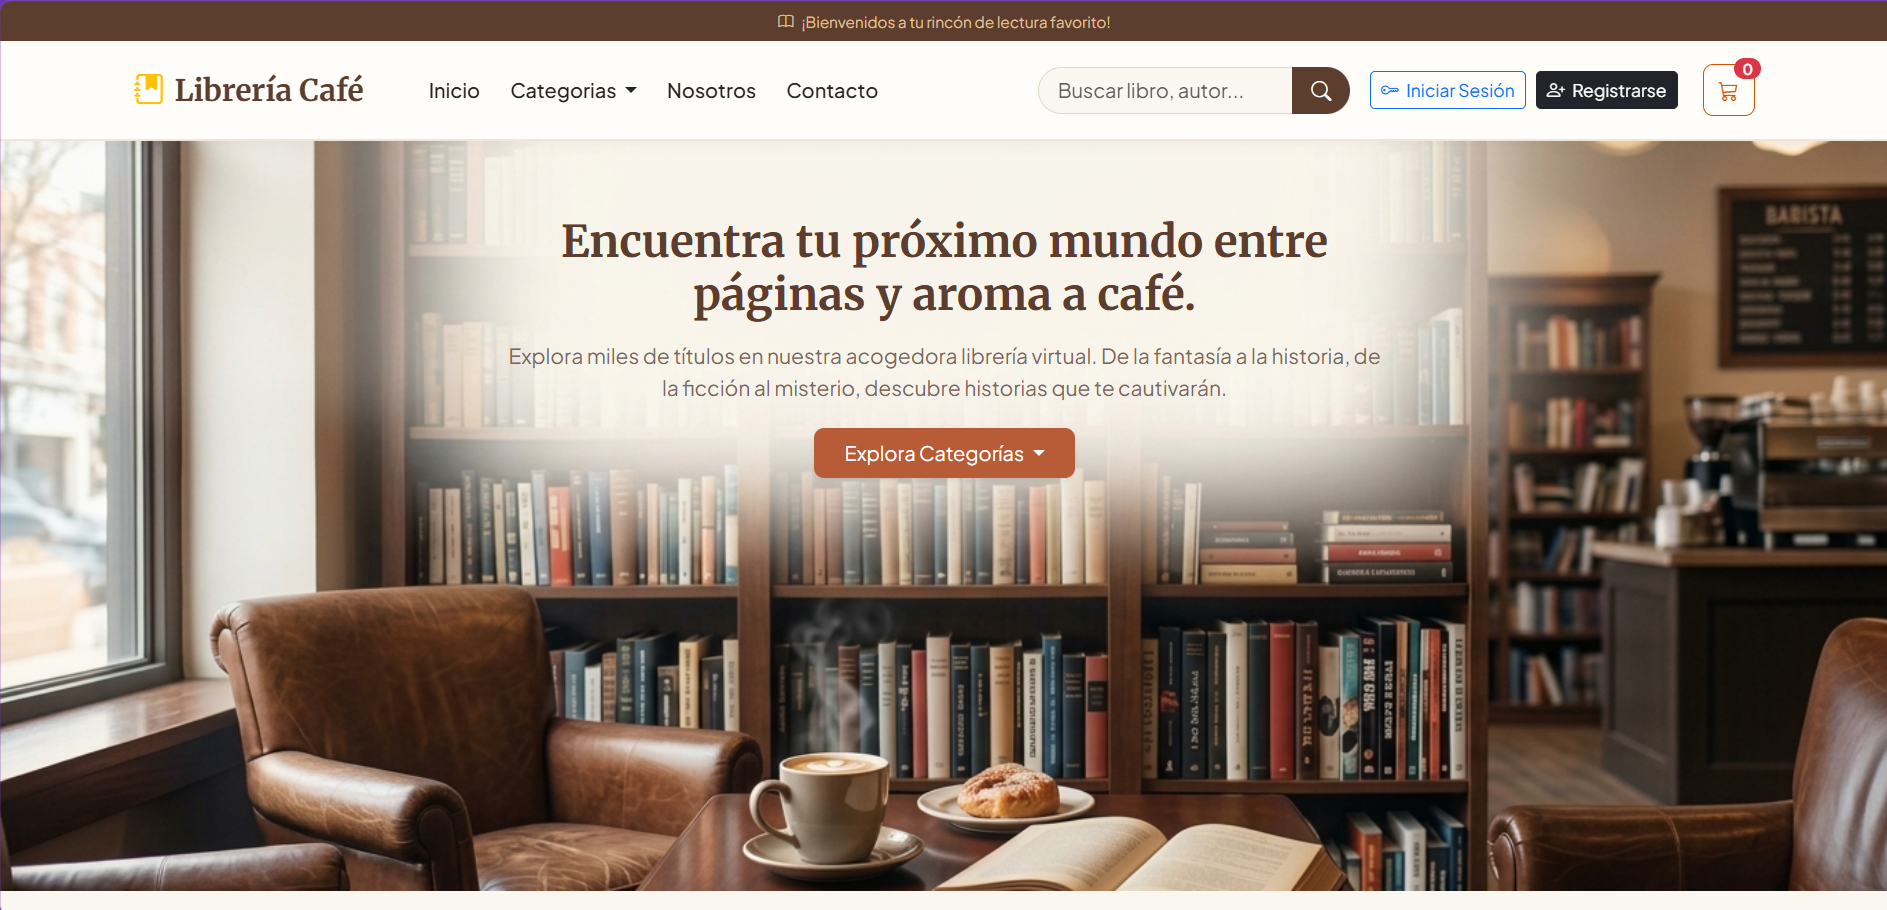 ¡Bienvenidos a tu rincón de lectura favorito!
Librería Café
Inicio
Categorias
Nosotros
Contacto
Buscar libro, autor...
Iniciar Sesión
Registrarse
0
Encuentra tu próximo mundo entre
páginas y aroma a café.
Explora miles de títulos en nuestra acogedora librería virtual. De la fantasía a la historia, de
la ficción al misterio, descubre historias que te cautivarán.
Explora Categorías
BARISTA